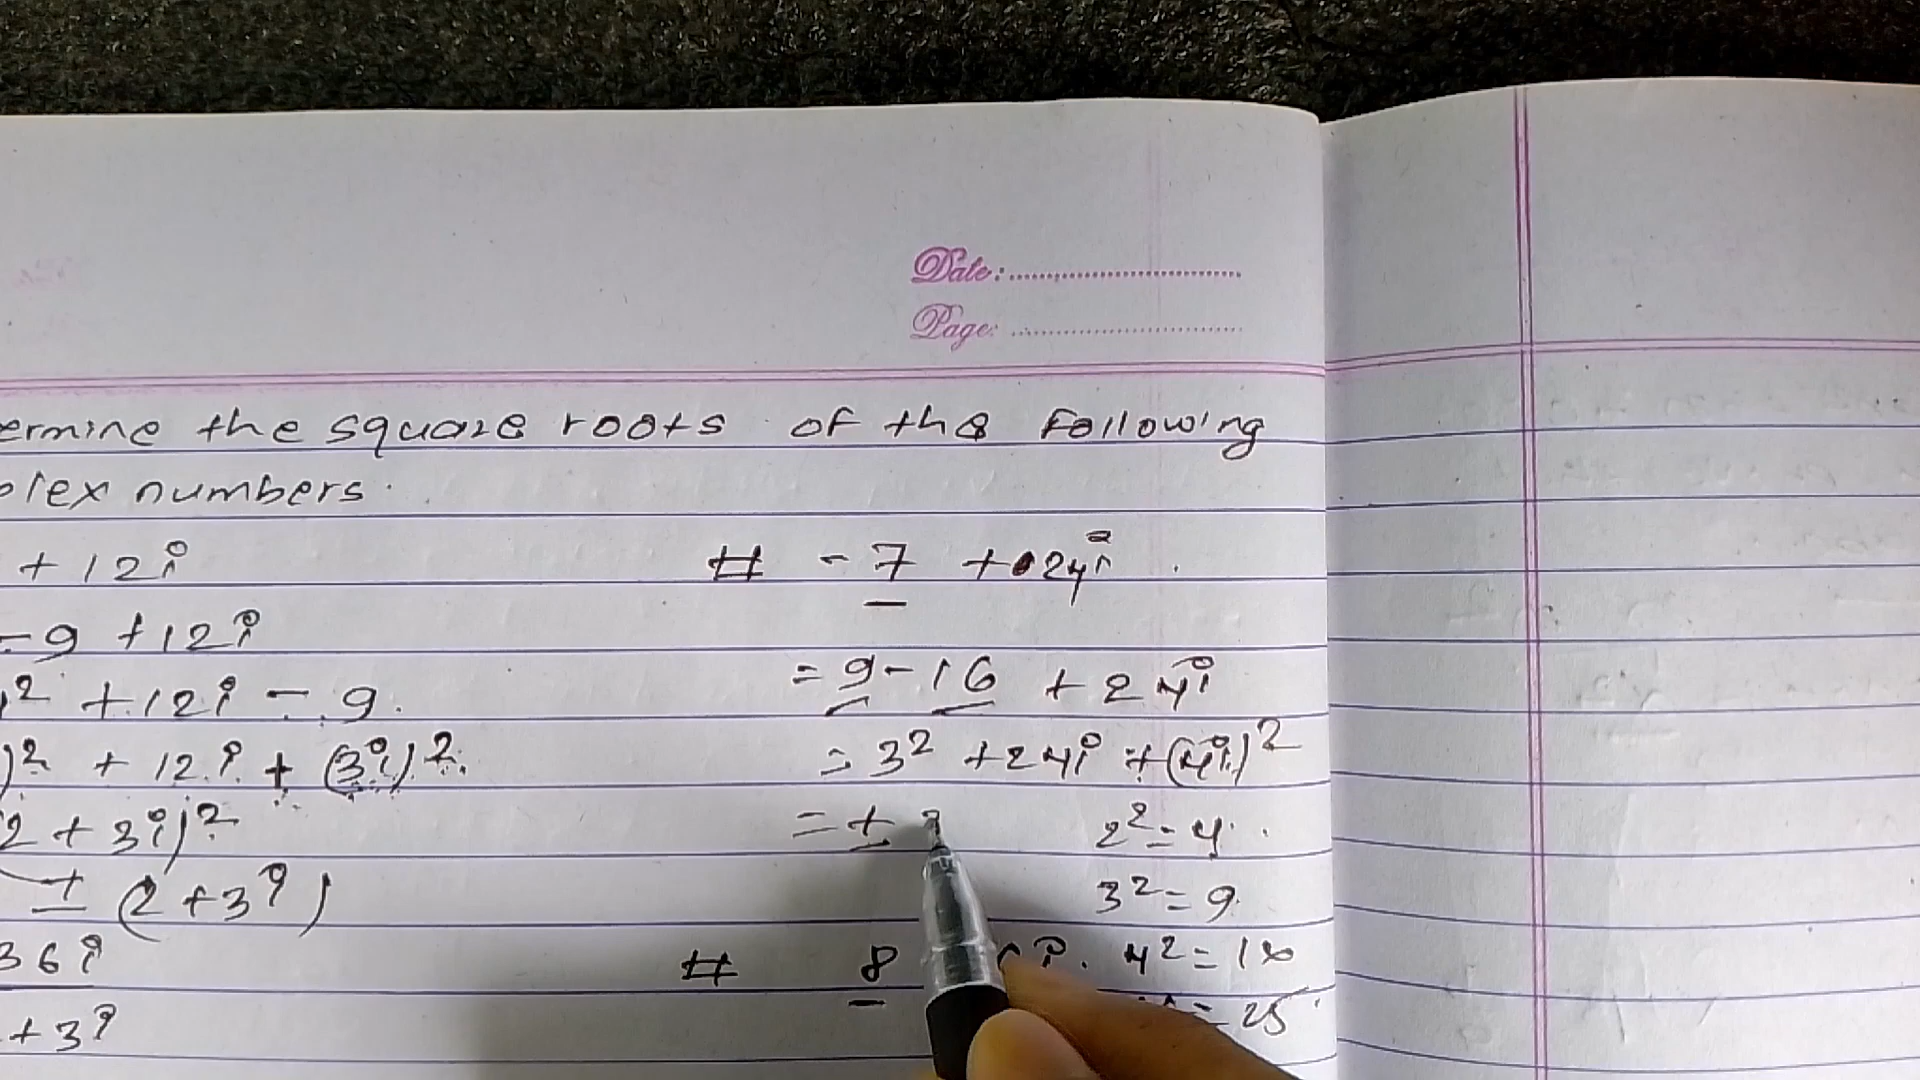 Date:
Page:
ermine the square roots of the following
plex numbers.
+ 12i
- 9 + 12i
2 + 12i - 9.
)2 + 12i + (3i)2.
2 + 3i)2
± (2 + 3i)
36i
+ 3i
# - 7 + 24i
= 9 - 16 + 24i
= 32 + 24i + (4i)2
= ± 3
22 = 4
32 = 9
# 8
42 = 16
= 25